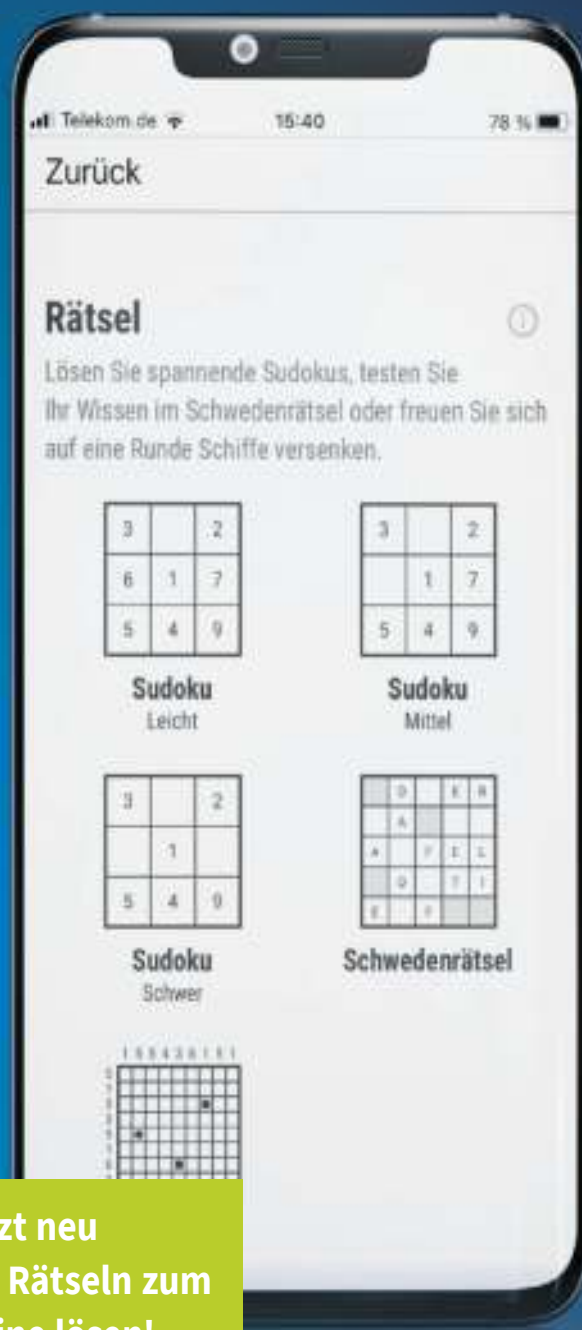 Telekom.de 15:40 78 %
Zurück
Rätsel
Lösen Sie spannende Sudokus, testen Sie
Ihr Wissen im Schwedenrätsel oder freuen Sie sich
auf eine Runde Schiffe versenken.
3 2 3 2
6 1 7 1 7
5 4 9 5 4 9
Sudoku Sudoku
Leicht Mittel
3 2
1
5 4 9
Sudoku Schwedenrätsel
Schwer
zt neu
Rätseln zum
lösen!